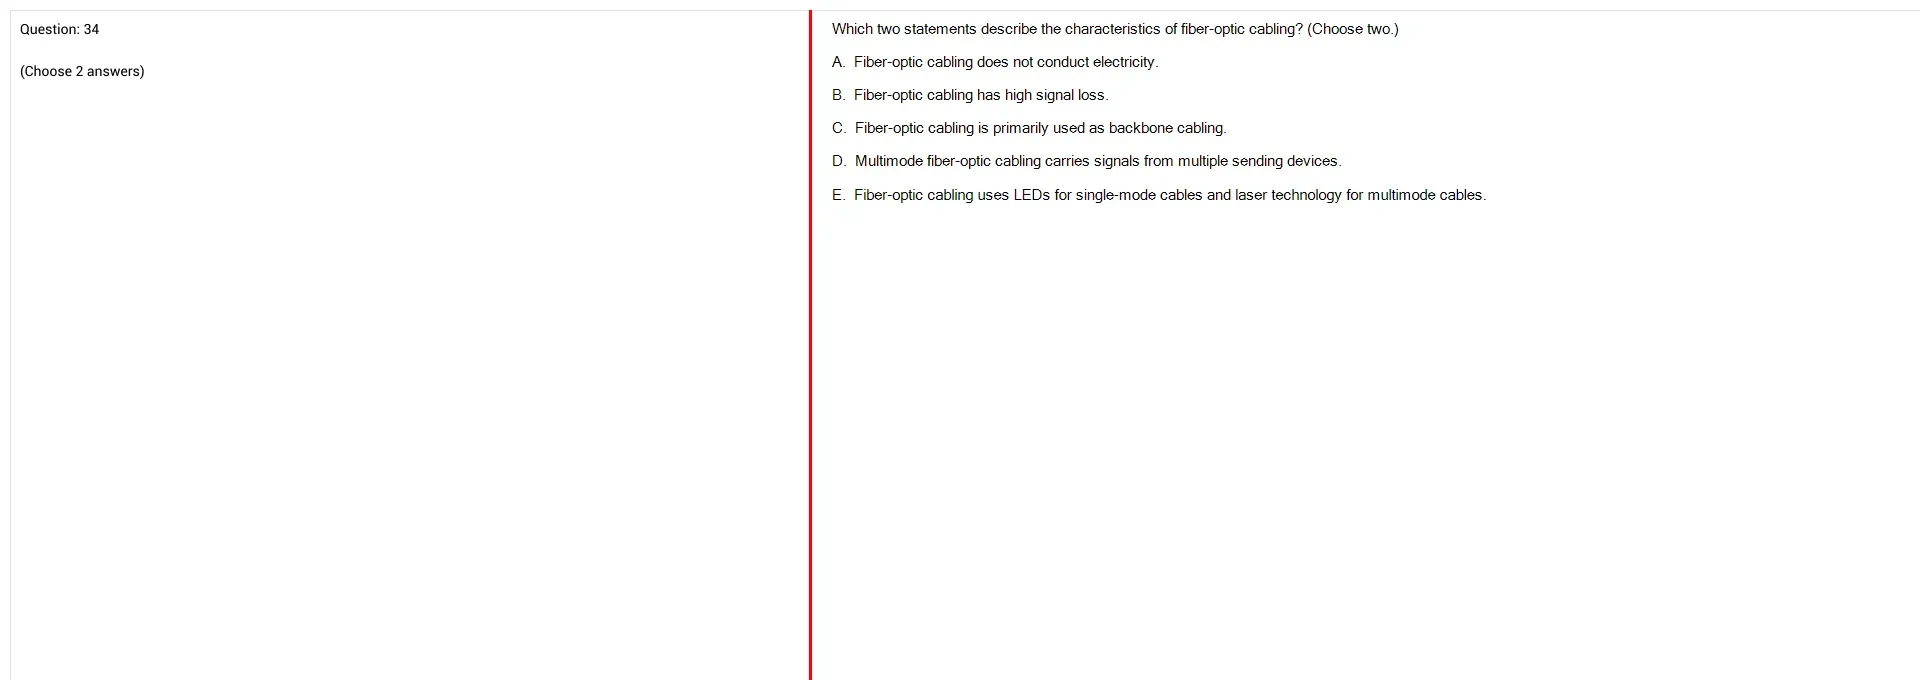 Question: 34
(Choose 2 answers)
Which two statements describe the characteristics of fiber-optic cabling? (Choose two.)
A. Fiber-optic cabling does not conduct electricity.
B. Fiber-optic cabling has high signal loss.
C. Fiber-optic cabling is primarily used as backbone cabling.
D. Multimode fiber-optic cabling carries signals from multiple sending devices.
E. Fiber-optic cabling uses LEDs for single-mode cables and laser technology for multimode cables.